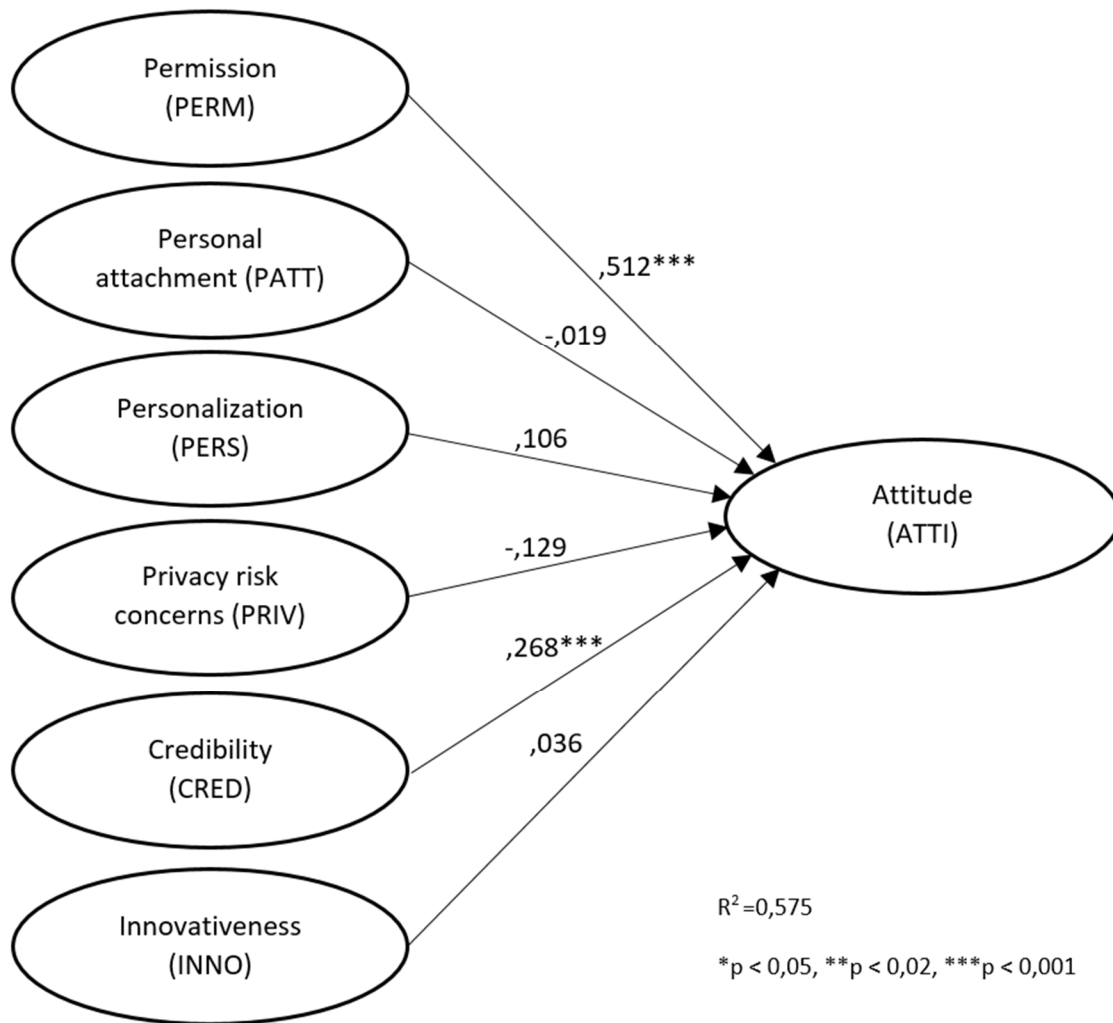 Permission
(PERM)
Personal
attachment (PATT)
Personalization
(PERS)
Privacy risk
concerns (PRIV)
Credibility
(CRED)
Innovativeness
(INNO)
,512***
-,019
,106
-,129
,268***
,036
Attitude
(ATTI)
R²=0,575
*p < 0,05, **p < 0,02, ***p < 0,001